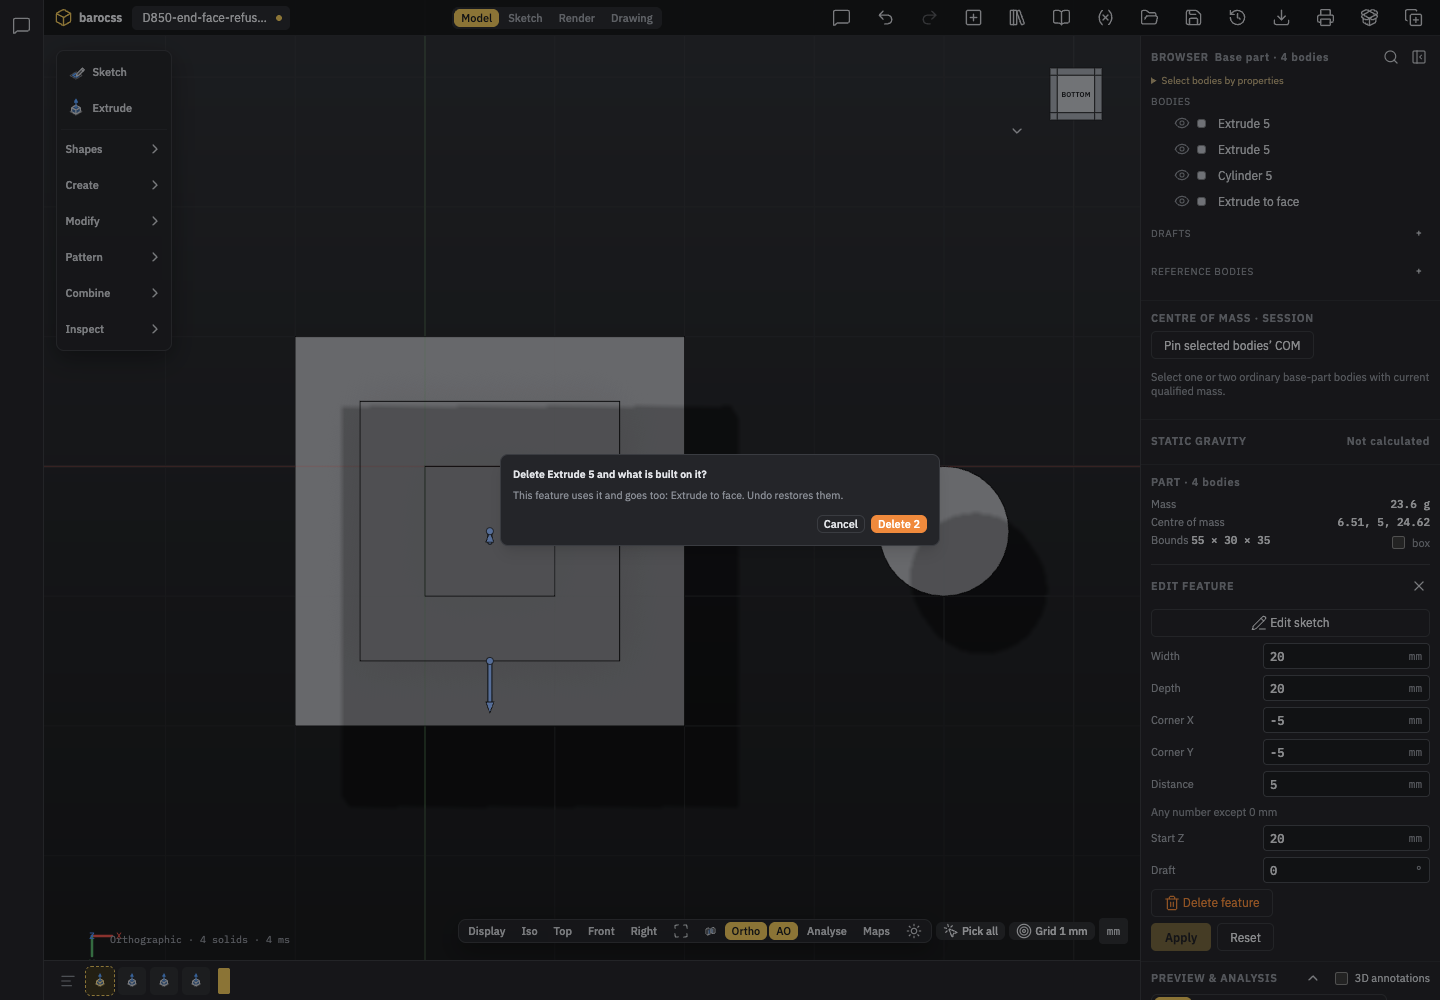 barocss
D850-end-face-refus...
Model
Sketch
Render
Drawing
Sketch
Extrude
Shapes
Create
Modify
Pattern
Combine
Inspect
BOTTOM
BROWSER Base part · 4 bodies
Select bodies by properties
BODIES
Extrude 5
Extrude 5
Cylinder 5
Extrude to face
DRAFTS +
REFERENCE BODIES +
CENTRE OF MASS · SESSION
Pin selected bodies' COM
Select one or two ordinary base-part bodies with current
qualified mass.
STATIC GRAVITY Not calculated
PART · 4 bodies
Mass 23.6 g
Centre of mass 6.51, 5, 24.62
Bounds 55 × 30 × 35 box
EDIT FEATURE
Edit sketch
Width 20 mm
Depth 20 mm
Corner X -5 mm
Corner Y -5 mm
Distance 5 mm
Any number except 0 mm
Start Z 20 mm
Draft 0 °
Delete feature
Apply
Reset
PREVIEW & ANALYSIS
3D annotations
Delete Extrude 5 and what is built on it?
This feature uses it and goes too: Extrude to face. Undo restores them.
Cancel
Delete 2
Orthographic · 4 solids · 4 ms
Display
Iso
Top
Front
Right
Ortho
AO
Analyse
Maps
Pick all
Grid 1 mm
mm